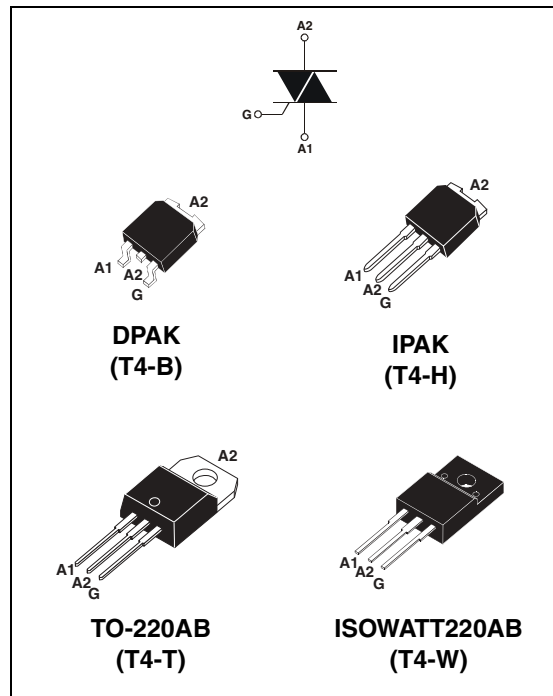 A2
G
A1
A2
A1
A2
G
DPAK
(T4-B)
A2
A1
A2
G
IPAK
(T4-H)
A2
A1
A2
G
TO-220AB
(T4-T)
A1
A2
G
ISOWATT220AB
(T4-W)